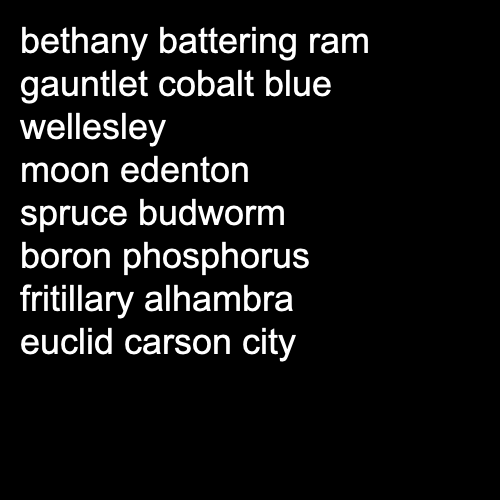 bethany battering ram
gauntlet cobalt blue
wellesley
moon edenton
spruce budworm
boron phosphorus
fritillary alhambra
euclid carson city